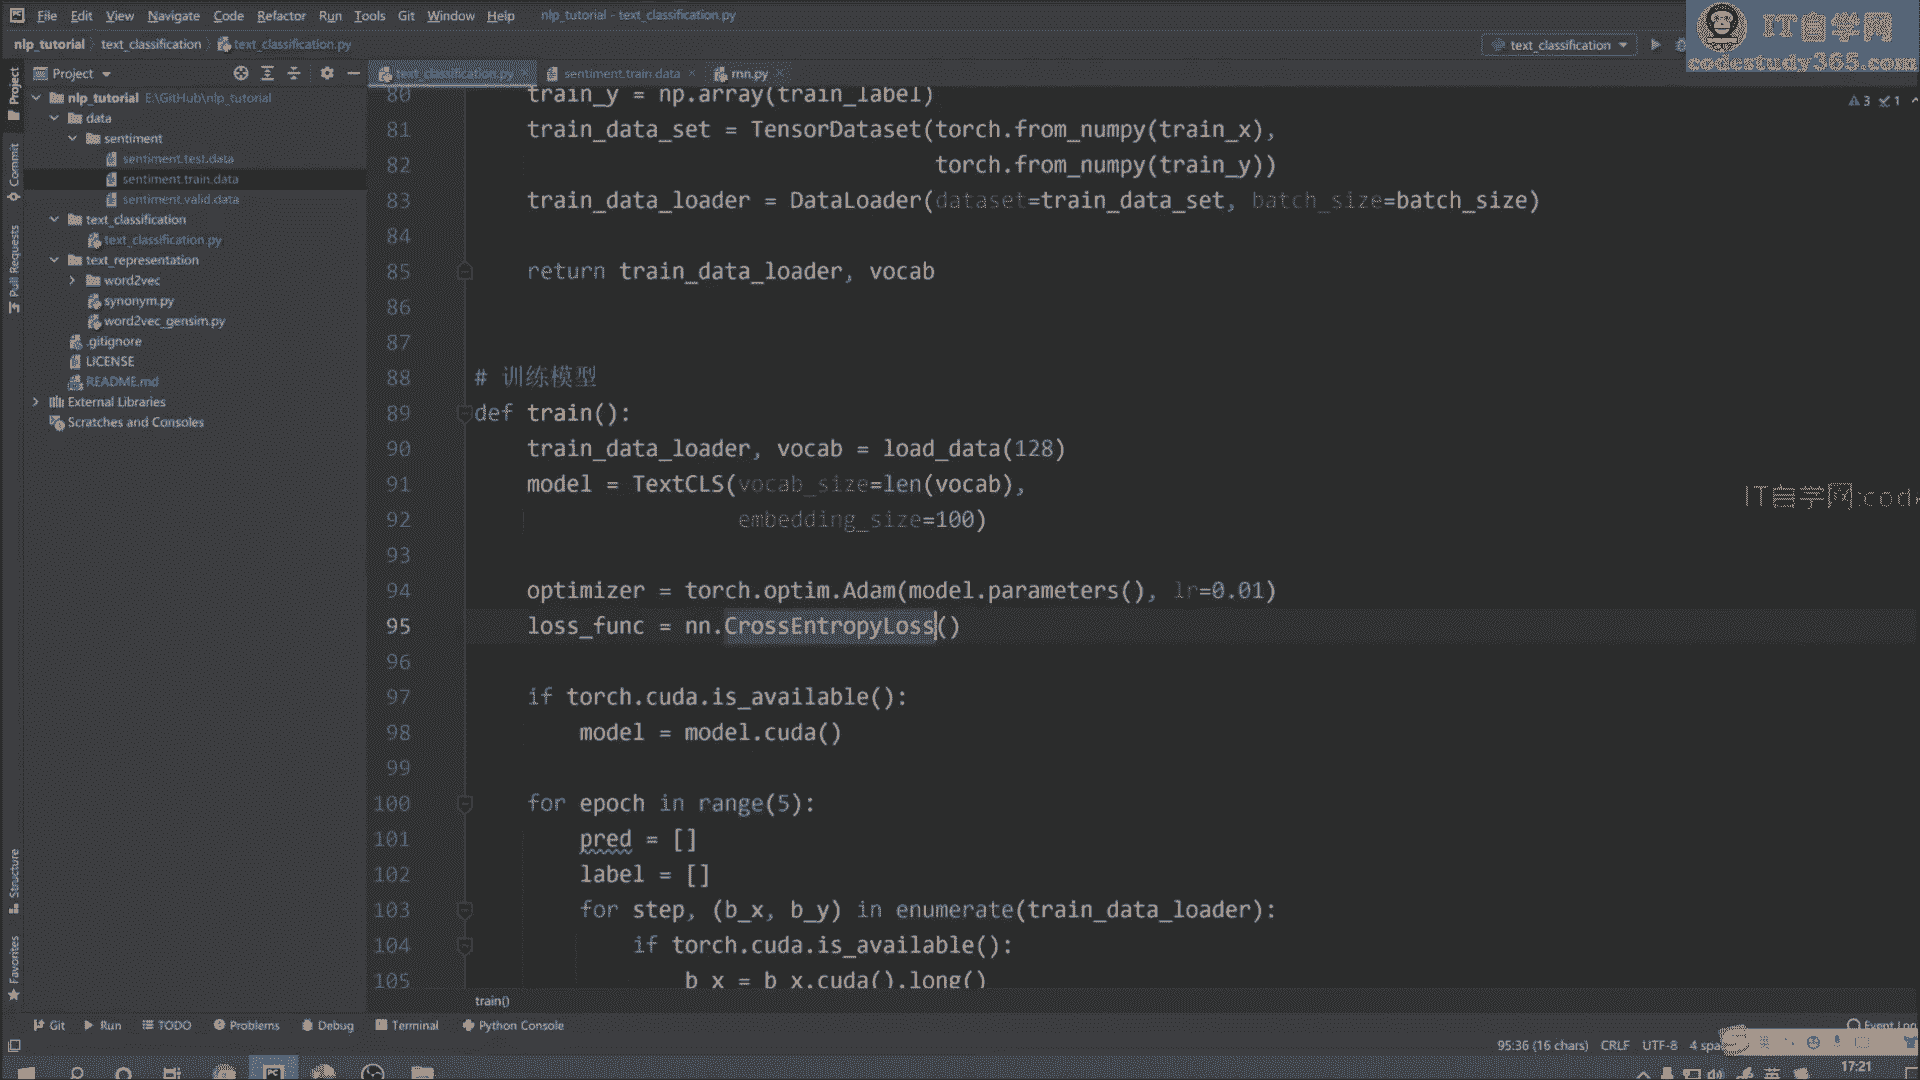 File Edit View Navigate Code Refactor Run Tools Git Window Help nlp_tutorial - text_classification.py
IT自学网
codestudy365.com
nlp_tutorial text_classification text_classification.py
text_classification
Project
text_classification.py sentiment.train.data rnn.py
Project
Commit
Pull Requests
Structure
Favorites
nlp_tutorial E:\GitHub\nlp_tutorial
data
sentiment
sentiment.test.data
sentiment.train.data
sentiment.valid.data
text_classification
text_classification.py
text_representation
word2vec
synonym.py
word2vec_gensim.py
.gitignore
LICENSE
README.md
External Libraries
Scratches and Consoles
3 1
80 train_y = np.array(train_label)
81 train_data_set = TensorDataset(torch.from_numpy(train_x),
82 torch.from_numpy(train_y))
83 train_data_loader = DataLoader(dataset=train_data_set, batch_size=batch_size)
84
85 return train_data_loader, vocab
86
87
88 # 训练模型
89 def train():
90 train_data_loader, vocab = load_data(128)
91 model = TextCLS(vocab_size=len(vocab),
92 embedding_size=100)
93
94 optimizer = torch.optim.Adam(model.parameters(), lr=0.01)
95 loss_func = nn.CrossEntropyLoss()
96
97 if torch.cuda.is_available():
98 model = model.cuda()
99
100 for epoch in range(5):
101 pred = []
102 label = []
103 for step, (b_x, b_y) in enumerate(train_data_loader):
104 if torch.cuda.is_available():
105 b_x = b_x.cuda().long()
IT自学网:cod
train()
Git Run TODO Problems Debug Terminal Python Console Event Log
95:36 (16 chars) CRLF UTF-8 4 spa
英
英
17:21